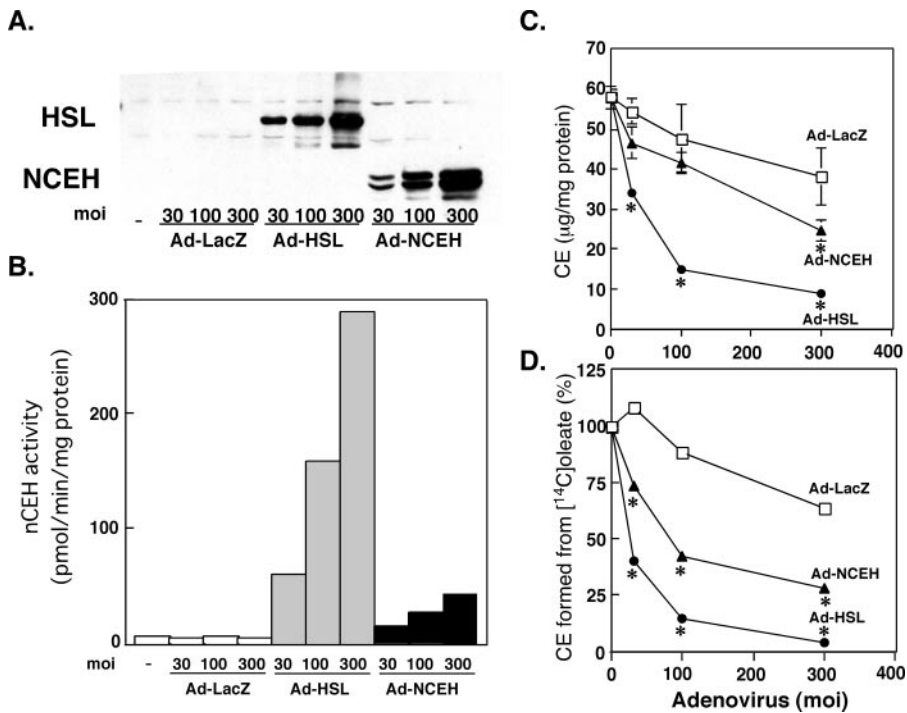 A.
HSL
NCEH
moi - 30 100 300 30 100 300 30 100 300
Ad-LacZ Ad-HSL Ad-NCEH
B.
nCEH activity
(pmol/min/mg protein)
300
200
100
0
moi - 30 100 300 30 100 300 30 100 300
Ad-LacZ Ad-HSL Ad-NCEH
C.
CE (µg/mg protein)
70
60
50
40
30
20
10
0
Ad-LacZ
*
Ad-NCEH
*
*
*
Ad-HSL
0 100 200 300 400
D.
CE formed from [¹⁴C]oleate (%)
125
100
75
50
25
0
Ad-LacZ
*
*
Ad-NCEH
*
*
*
Ad-HSL
*
0 100 200 300 400
Adenovirus (moi)